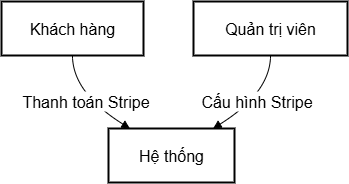 Khách hàng
Quản trị viên
Thanh toán Stripe
Cấu hình Stripe
Hệ thống